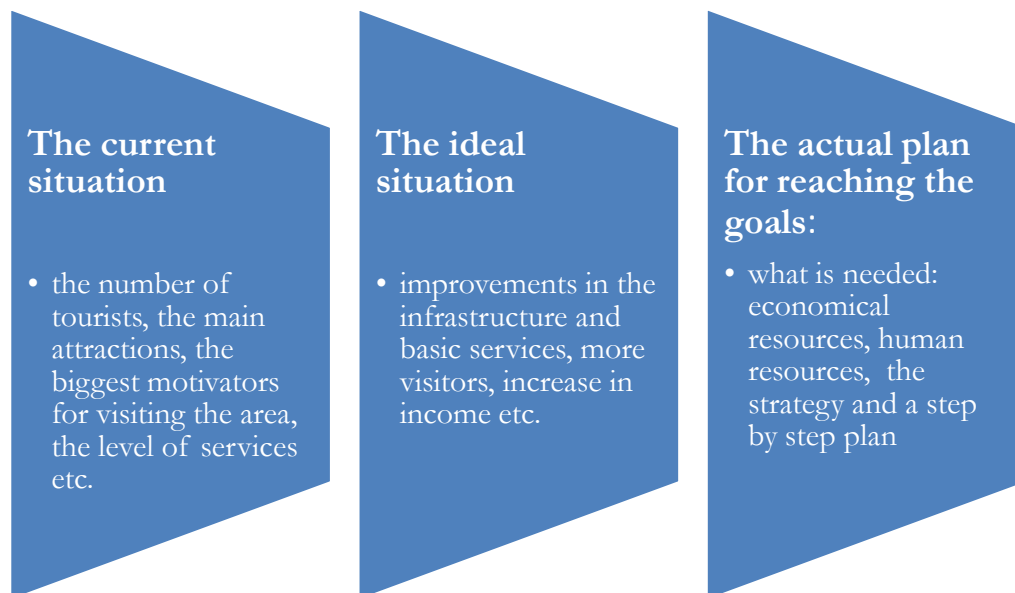 The current
situation
• the number of
tourists, the main
attractions, the
biggest motivators
for visiting the area,
the level of services
etc.
The ideal
situation
• improvements in the
infrastructure and
basic services, more
visitors, increase in
income etc.
The actual plan
for reaching the
goals:
• what is needed:
economical
resources, human
resources, the
strategy and a step
by step plan